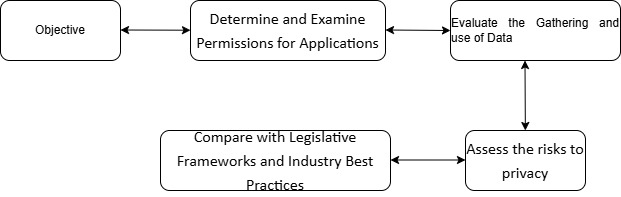 Objective
Determine and Examine
Permissions for Applications
Evaluate the Gathering and
use of Data
Compare with Legislative
Frameworks and Industry Best
Practices
Assess the risks to
privacy